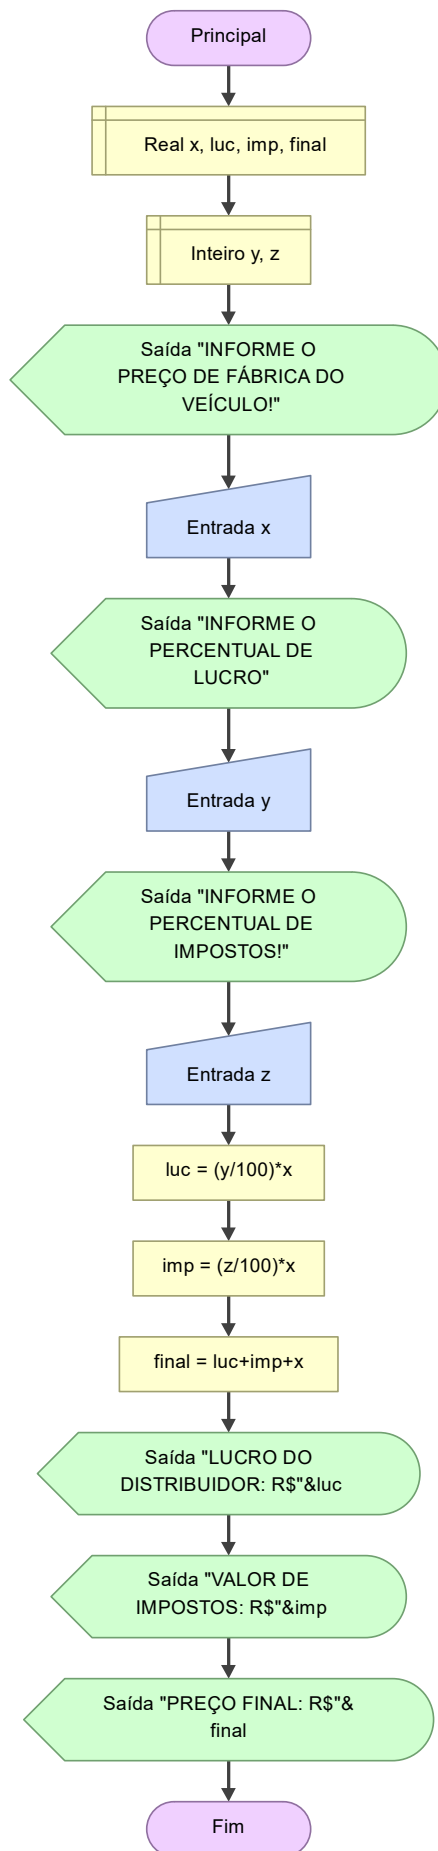 Principal
Real x, luc, imp, final
Inteiro y, z
Saída "INFORME O
PREÇO DE FÁBRICA DO
VEÍCULO!"
Entrada x
Saída "INFORME O
PERCENTUAL DE
LUCRO"
Entrada y
Saída "INFORME O
PERCENTUAL DE
IMPOSTOS!"
Entrada z
luc = (y/100)*x
imp = (z/100)*x
final = luc+imp+x
Saída "LUCRO DO
DISTRIBUIDOR: R$"&luc
Saída "VALOR DE
IMPOSTOS: R$"&imp
Saída "PREÇO FINAL: R$"&
final
Fim